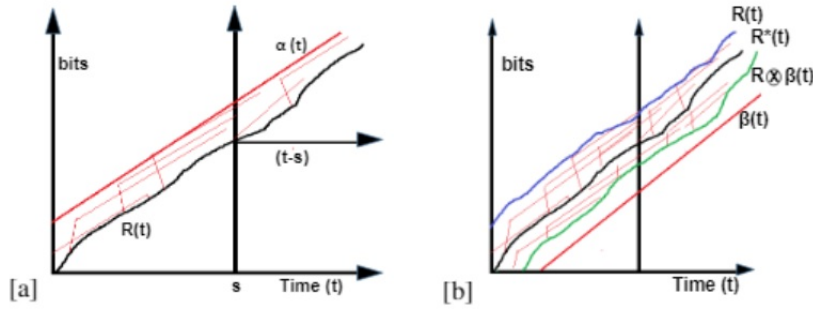 bits
α (t)
(t-s)
R(t)
s
Time (t)
[a]
R(t)
R*(t)
bits
R⊗β(t)
β(t)
Time (t)
[b]